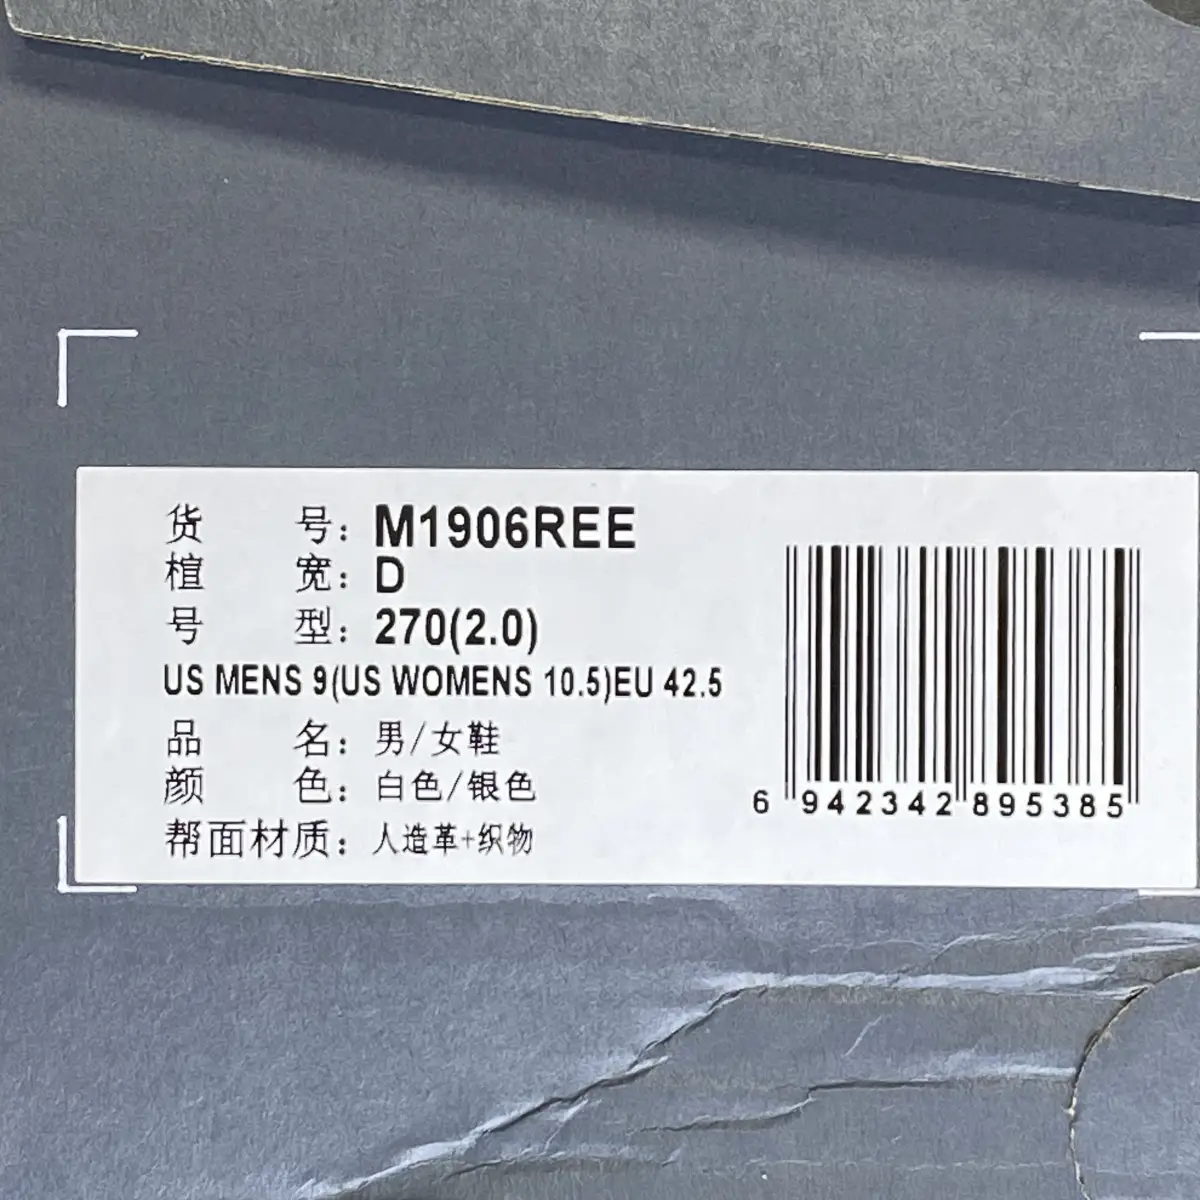 货 号：M1906REE
楦 宽：D
号 型：270(2.0)
US MENS 9(US WOMENS 10.5)EU 42.5
品 名：男/女鞋
颜 色：白色/银色
帮面材质：人造革+织物
6 942342 895385